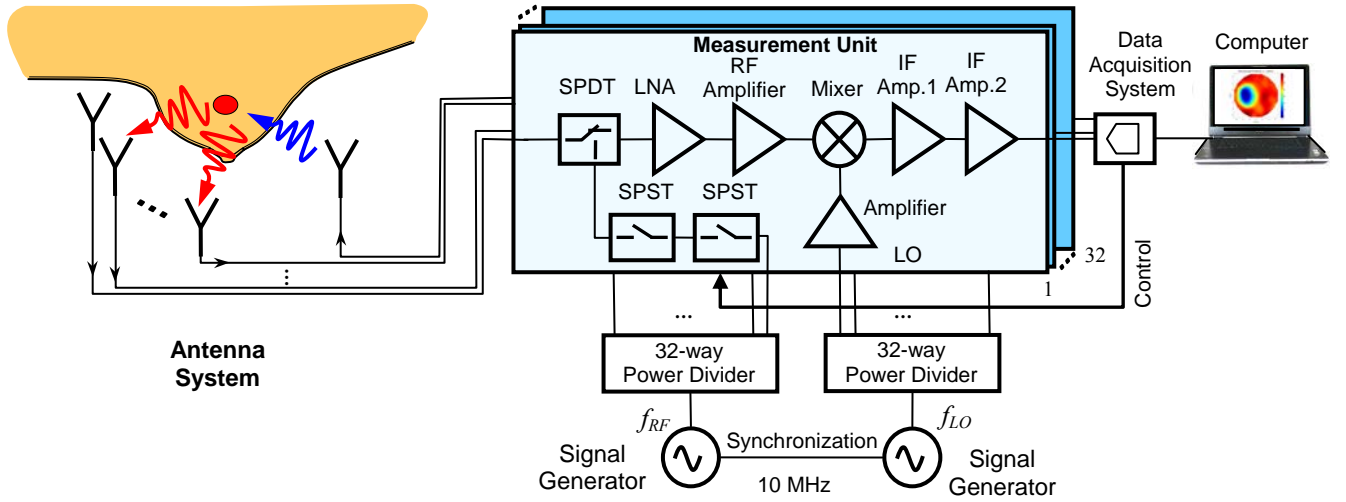 Measurement Unit
SPDT
LNA
RF
Amplifier
Mixer
IF
Amp.1
IF
Amp.2
Data
Acquisition
System
Computer
SPST
SPST
Amplifier
LO
32
1
Control
...
...
...
...
Antenna
System
32-way
Power Divider
32-way
Power Divider
fRF
fLO
Signal
Generator
Synchronization
10 MHz
Signal
Generator